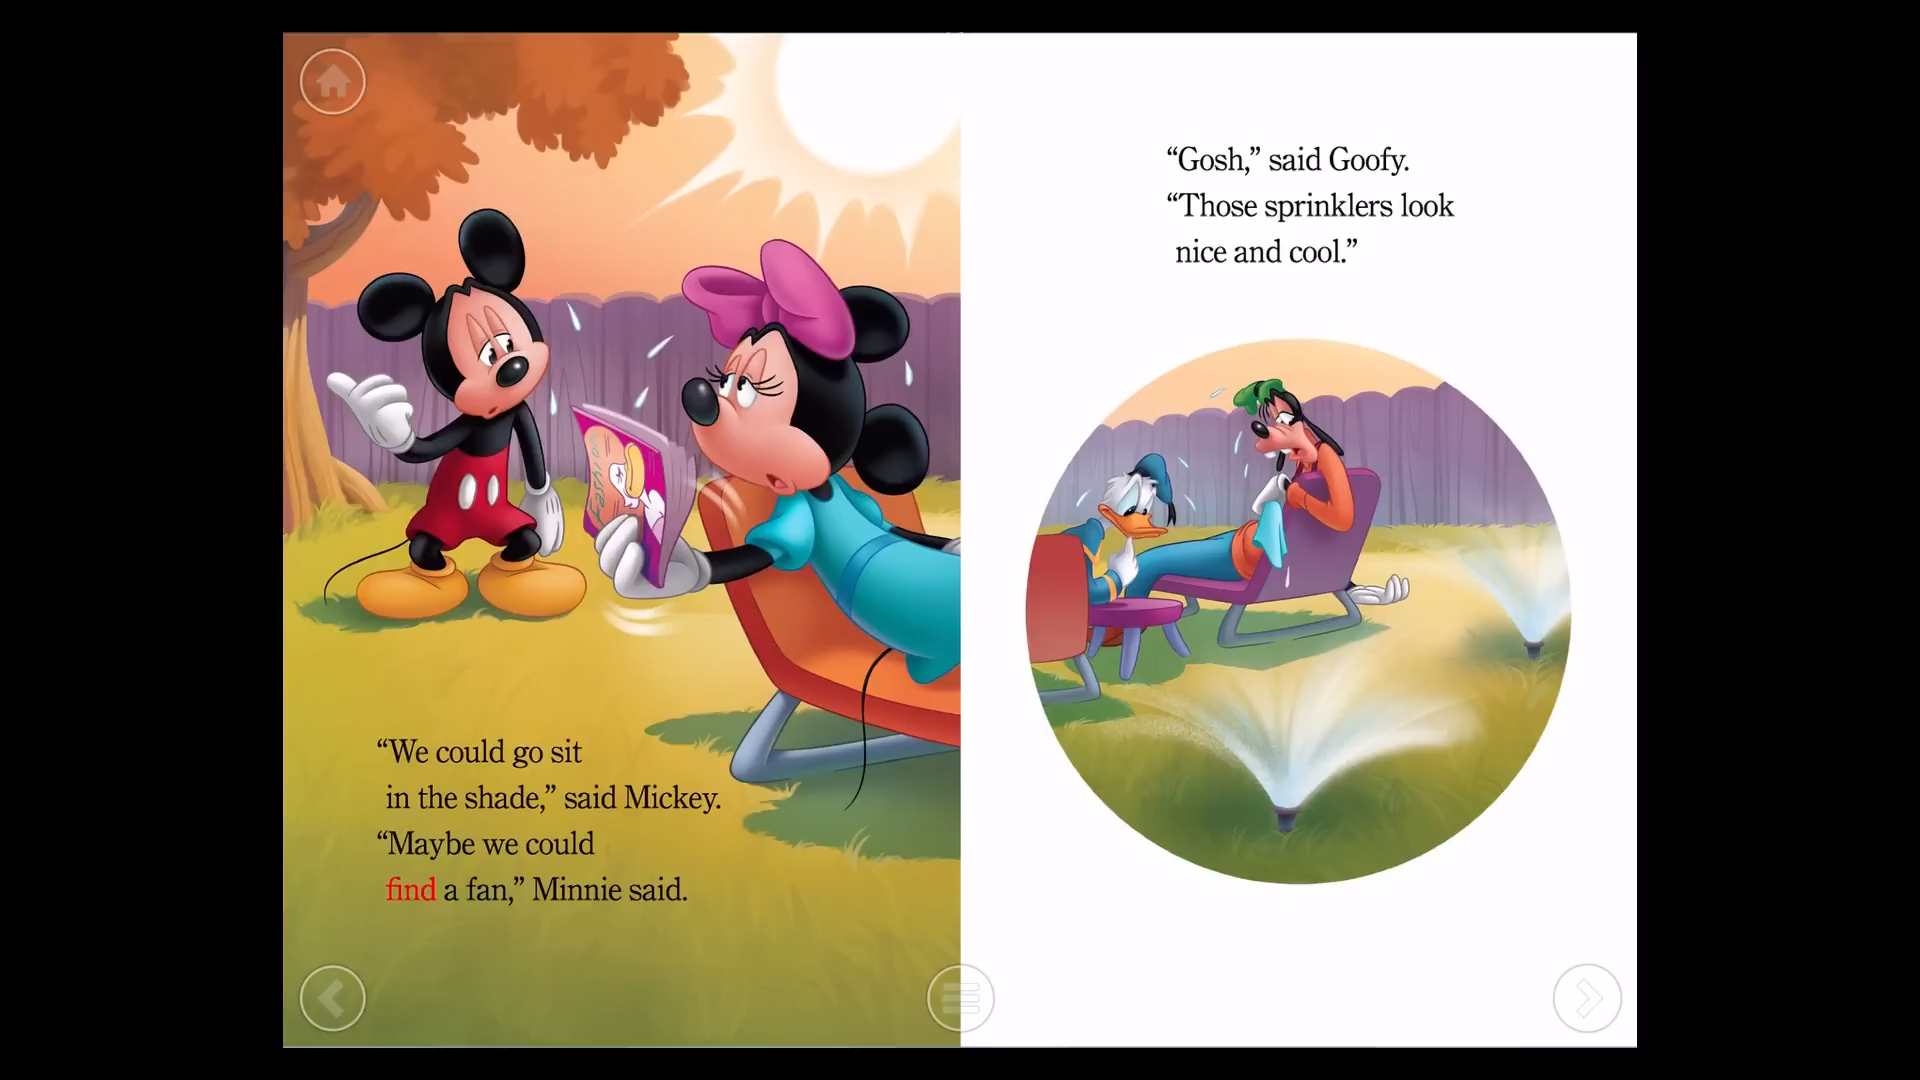 “We could go sit
in the shade,” said Mickey.
“Maybe we could
find a fan,” Minnie said.
“Gosh,” said Goofy.
“Those sprinklers look
nice and cool.”